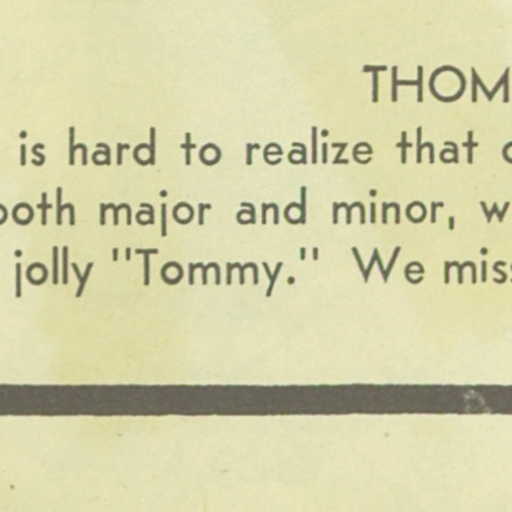 THOM
is hard to realize that
both major and minor,
jolly "Tommy." We miss